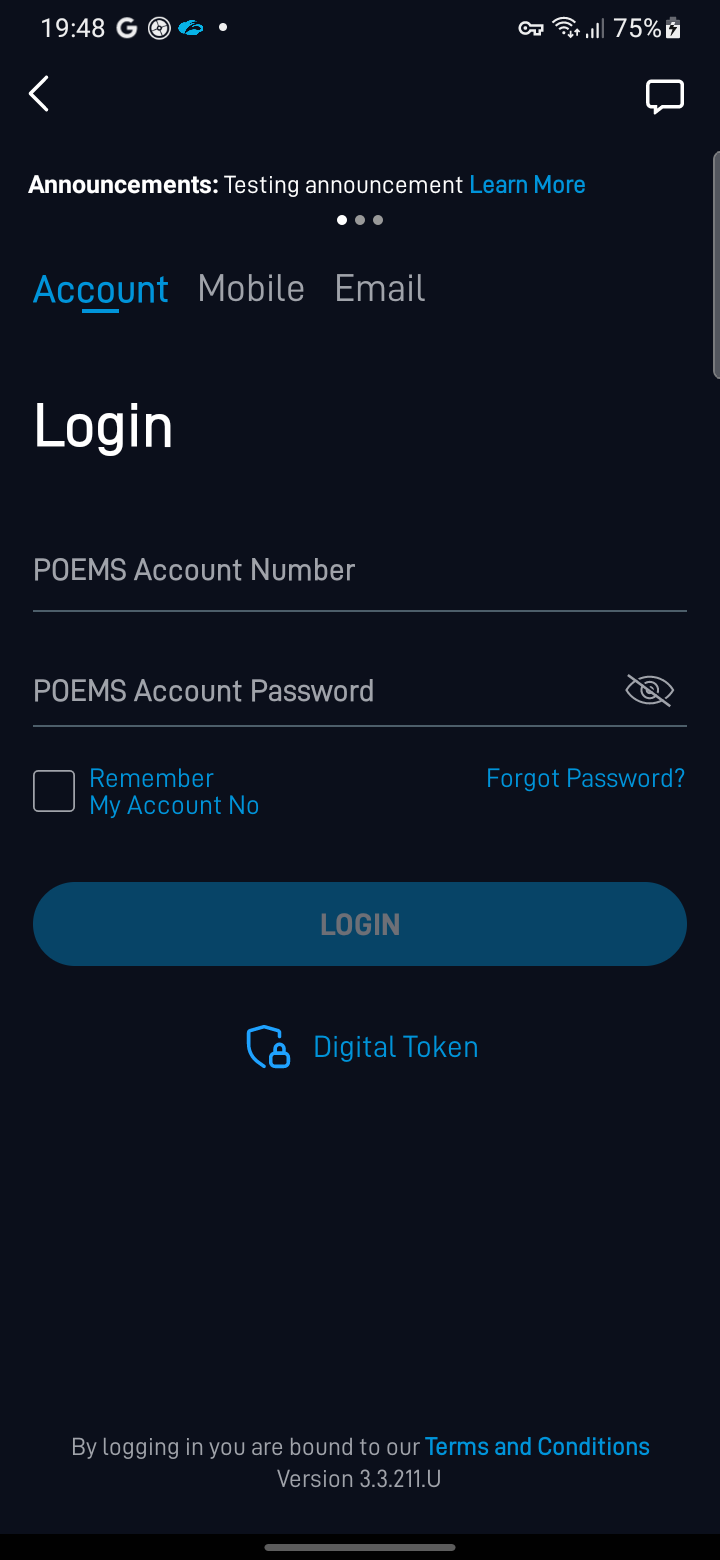 19:48 G 75%
Announcements: Testing announcement Learn More
Account Mobile Email
Login
POEMS Account Number
POEMS Account Password
Remember
My Account No
Forgot Password?
LOGIN
Digital Token
By logging in you are bound to our Terms and Conditions
Version 3.3.211.U